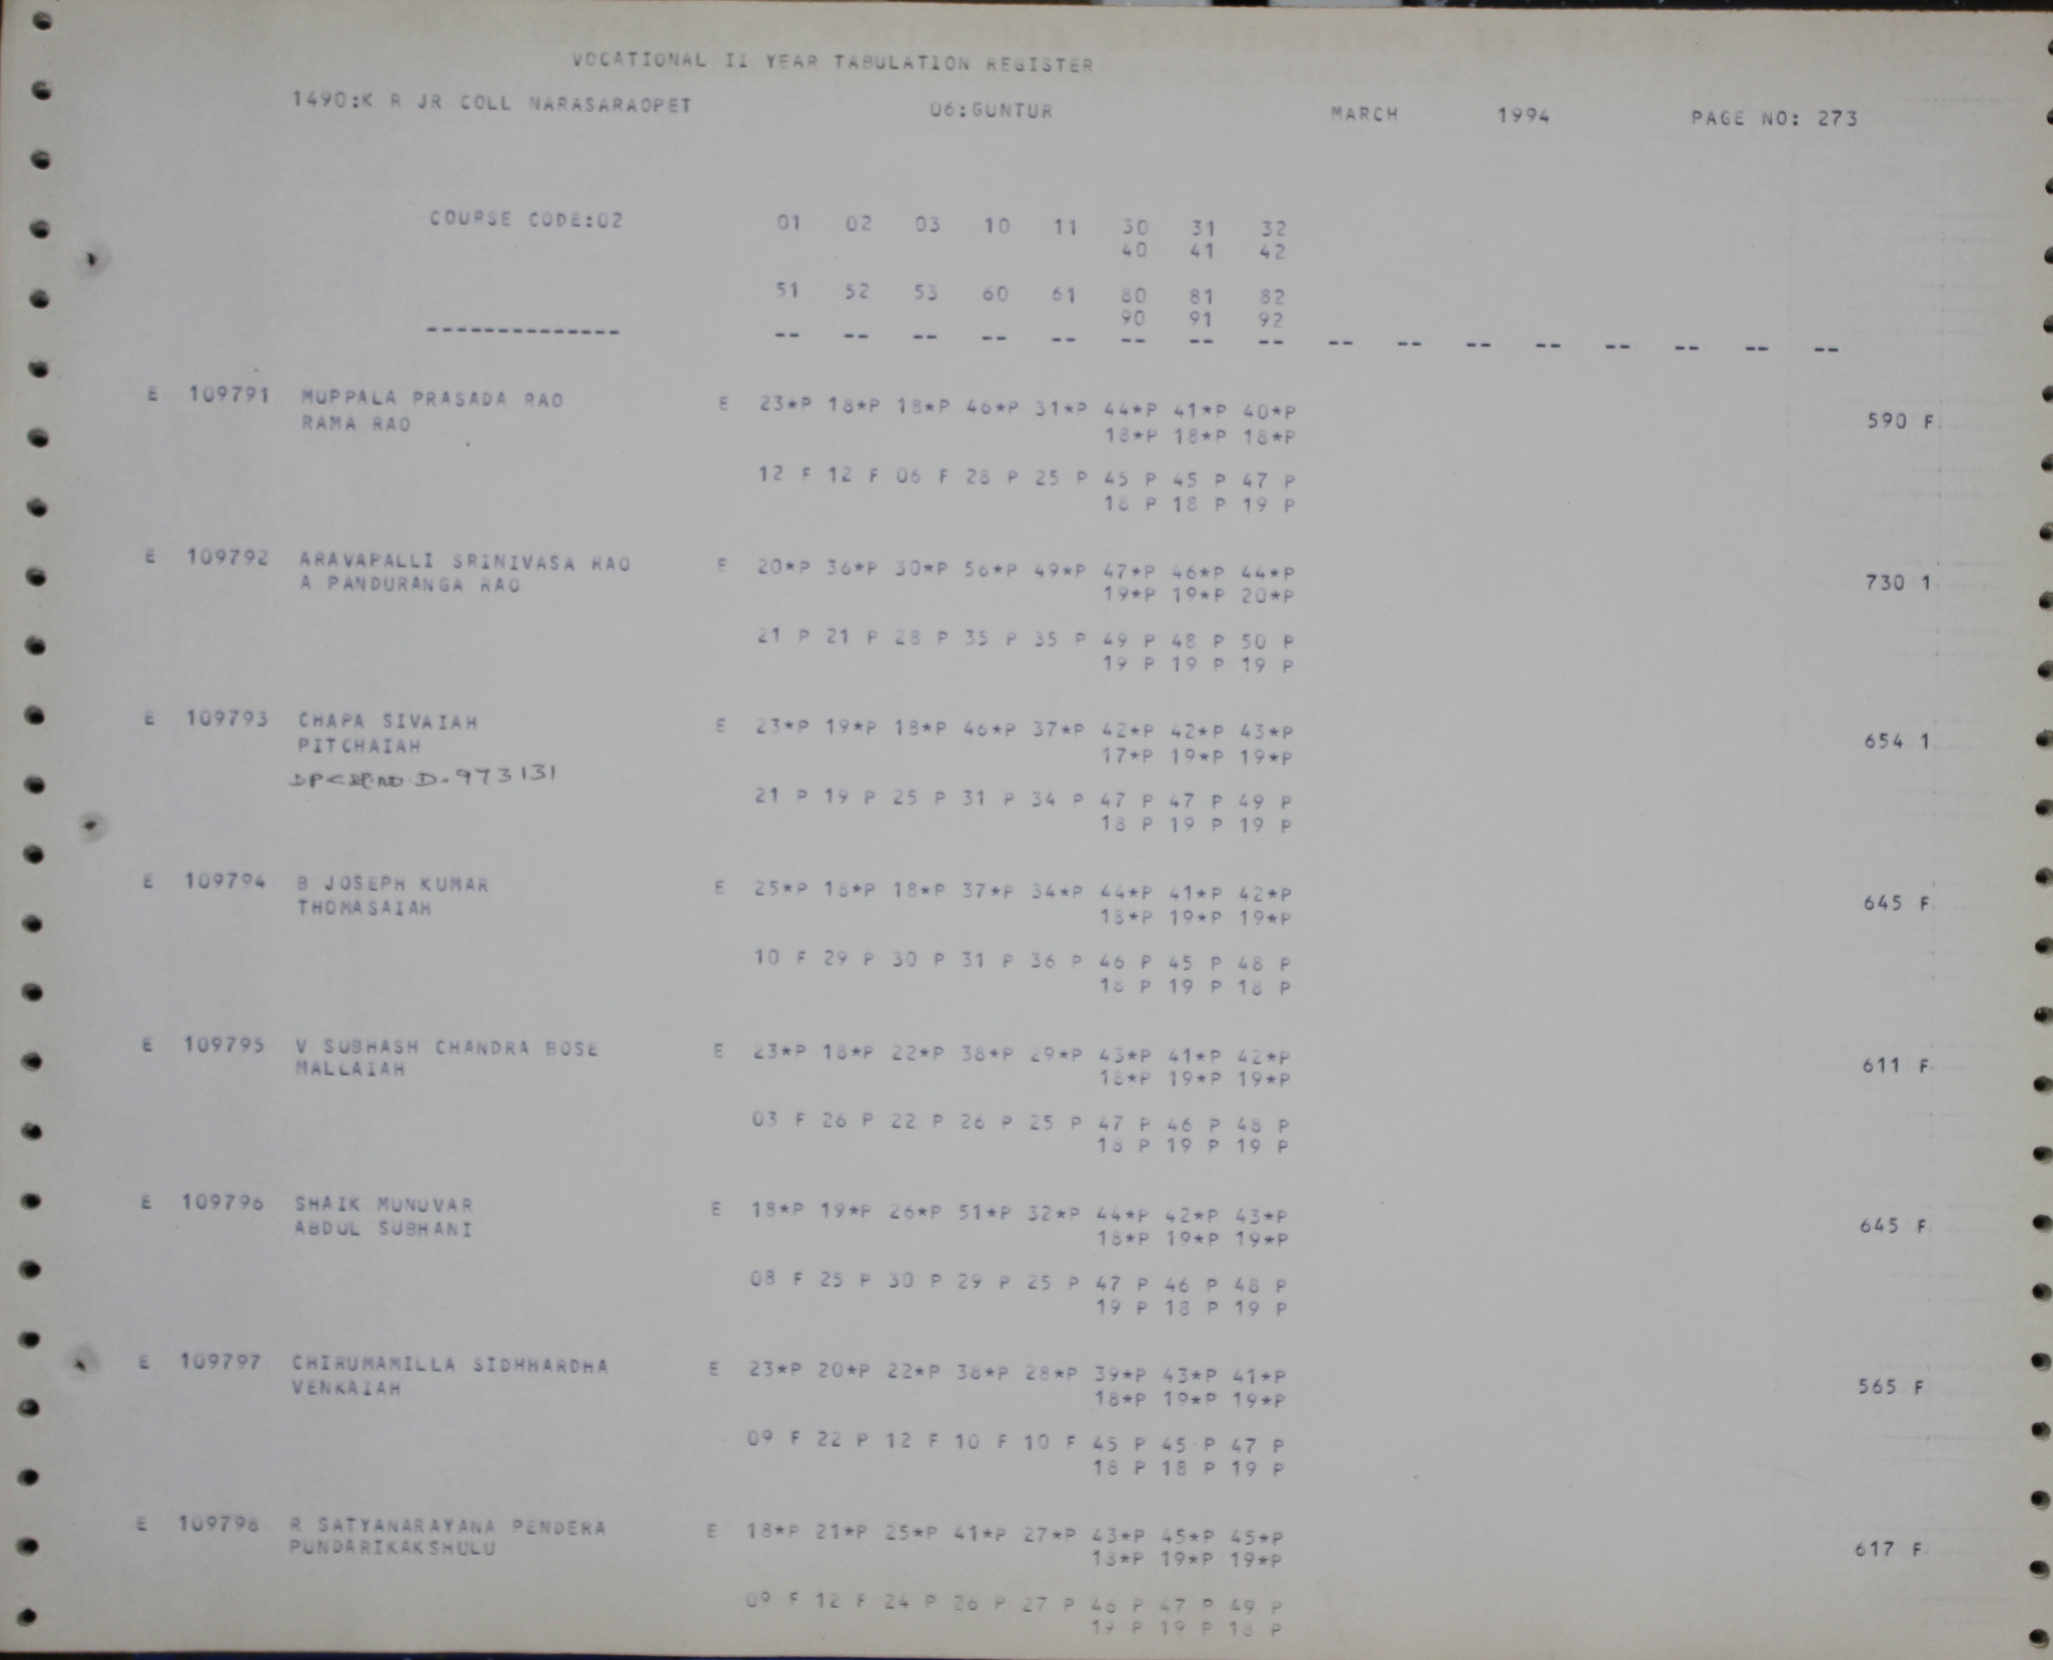 VOCATIONAL II YEAR TABULATION REGISTER
1490:K R JR COLL NARASARAOPET 06:GUNTUR MARCH 1994 PAGE NO: 273
COURSE CODE:02 01 02 03 10 11 30 31 32
40 41 42
51 52 53 60 61 80 81 82
90 91 92
-------------- -- -- -- -- -- -- -- -- -- -- -- -- -- -- -- --
E 109791 MUPPALA PRASADA RAO E 23*P 18*P 18*P 46*P 31*P 44*P 41*P 40*P
RAMA RAO 18*P 18*P 18*P 590 F
12 F 12 F 06 F 28 P 25 P 45 P 45 P 47 P
18 P 18 P 19 P
E 109792 ARAVAPALLI SRINIVASA RAO E 20*P 36*P 30*P 56*P 49*P 47*P 46*P 44*P
A PANDURANGA RAO 19*P 19*P 20*P 730 1
21 P 21 P 28 P 35 P 35 P 49 P 48 P 50 P
19 P 19 P 19 P
E 109793 CHAPA SIVAIAH E 23*P 19*P 18*P 46*P 37*P 42*P 42*P 43*P
PITCHAIAH 17*P 19*P 19*P 654 1
D-973131
21 P 19 P 25 P 31 P 34 P 47 P 47 P 49 P
18 P 19 P 19 P
E 109794 B JOSEPH KUMAR E 25*P 18*P 18*P 37*P 34*P 44*P 41*P 42*P
THOMASAIAH 18*P 19*P 19*P 645 F
10 F 29 P 30 P 31 P 36 P 46 P 45 P 48 P
18 P 19 P 18 P
E 109795 V SUBHASH CHANDRA BOSE E 23*P 18*P 22*P 38*P 29*P 43*P 41*P 42*P
MALLAIAH 18*P 19*P 19*P 611 F
03 F 26 P 22 P 26 P 25 P 47 P 46 P 48 P
18 P 19 P 19 P
E 109796 SHAIK MUNUVAR E 18*P 19*P 26*P 51*P 32*P 44*P 42*P 43*P
ABDUL SUBHANI 18*P 19*P 19*P 645 F
08 F 25 P 30 P 29 P 25 P 47 P 46 P 48 P
19 P 18 P 19 P
E 109797 CHIRUMAMILLA SIDHHARDHA E 23*P 20*P 22*P 38*P 28*P 39*P 43*P 41*P
VENKAIAH 18*P 19*P 19*P 565 F
09 F 22 P 12 F 10 F 10 F 45 P 45 P 47 P
18 P 18 P 19 P
E 109798 R SATYANARAYANA PENDERA E 18*P 21*P 25*P 41*P 27*P 43*P 45*P 45*P
PUNDARIKAKSHULU 18*P 19*P 19*P 617 F
09 F 12 F 24 P 26 P 27 P 46 P 47 P 49 P
19 P 19 P 18 P